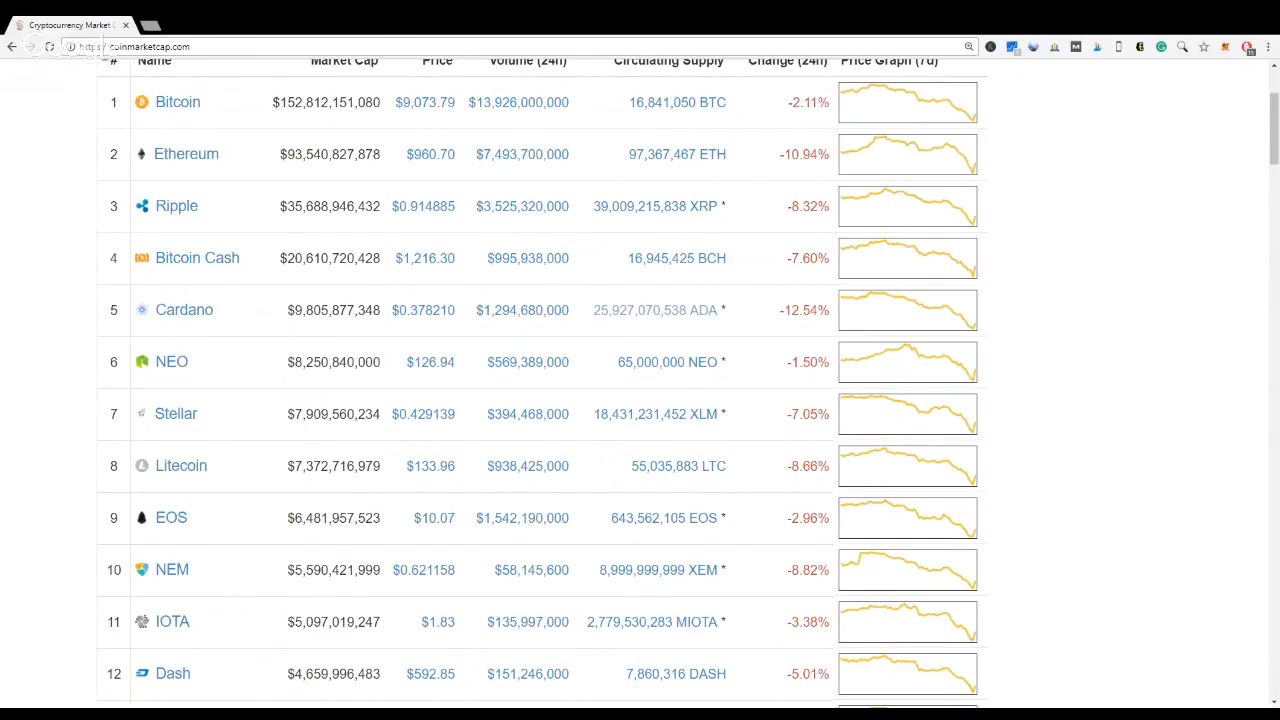 Cryptocurrency Market
coinmarketcap.com
# Name Market Cap Price Volume (24h) Circulating Supply Change (24h) Price Graph (7d)
1 Bitcoin $152,812,151,080 $9,073.79 $13,926,000,000 16,841,050 BTC -2.11%
2 Ethereum $93,540,827,878 $960.70 $7,493,700,000 97,367,467 ETH -10.94%
3 Ripple $35,688,946,432 $0.914885 $3,525,320,000 39,009,215,838 XRP * -8.32%
4 Bitcoin Cash $20,610,720,428 $1,216.30 $995,938,000 16,945,425 BCH -7.60%
5 Cardano $9,805,877,348 $0.378210 $1,294,680,000 25,927,070,538 ADA * -12.54%
6 NEO $8,250,840,000 $126.94 $569,389,000 65,000,000 NEO * -1.50%
7 Stellar $7,909,560,234 $0.429139 $394,468,000 18,431,231,452 XLM * -7.05%
8 Litecoin $7,372,716,979 $133.96 $938,425,000 55,035,883 LTC -8.66%
9 EOS $6,481,957,523 $10.07 $1,542,190,000 643,562,105 EOS * -2.96%
10 NEM $5,590,421,999 $0.621158 $58,145,600 8,999,999,999 XEM * -8.82%
11 IOTA $5,097,019,247 $1.83 $135,997,000 2,779,530,283 MIOTA * -3.38%
12 Dash $4,659,996,483 $592.85 $151,246,000 7,860,316 DASH -5.01%